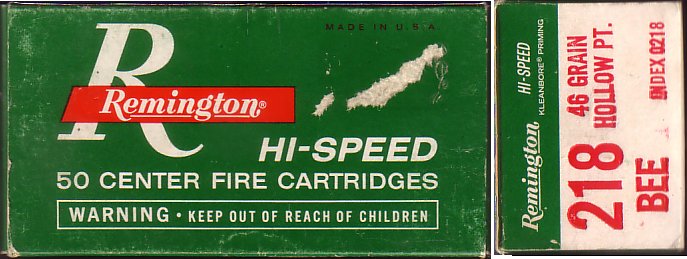 MADE IN U.S.A.
R
Remington®
HI-SPEED
50 CENTER FIRE CARTRIDGES
WARNING • KEEP OUT OF REACH OF CHILDREN
Remington HI-SPEED
KLEANBORE® PRIMING
218 46 GRAIN
HOLLOW PT.
BEE INDEX 0218